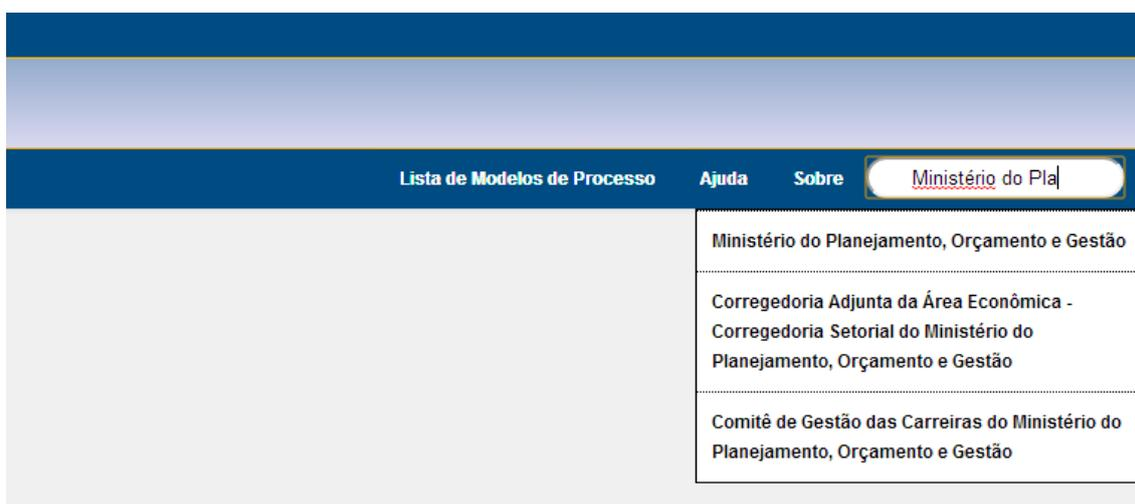 Lista de Modelos de Processo Ajuda Sobre Ministério do Pla
Ministério do Planejamento, Orçamento e Gestão
Corregedoria Adjunta da Área Econômica -
Corregedoria Setorial do Ministério do
Planejamento, Orçamento e Gestão
Comitê de Gestão das Carreiras do Ministério do
Planejamento, Orçamento e Gestão